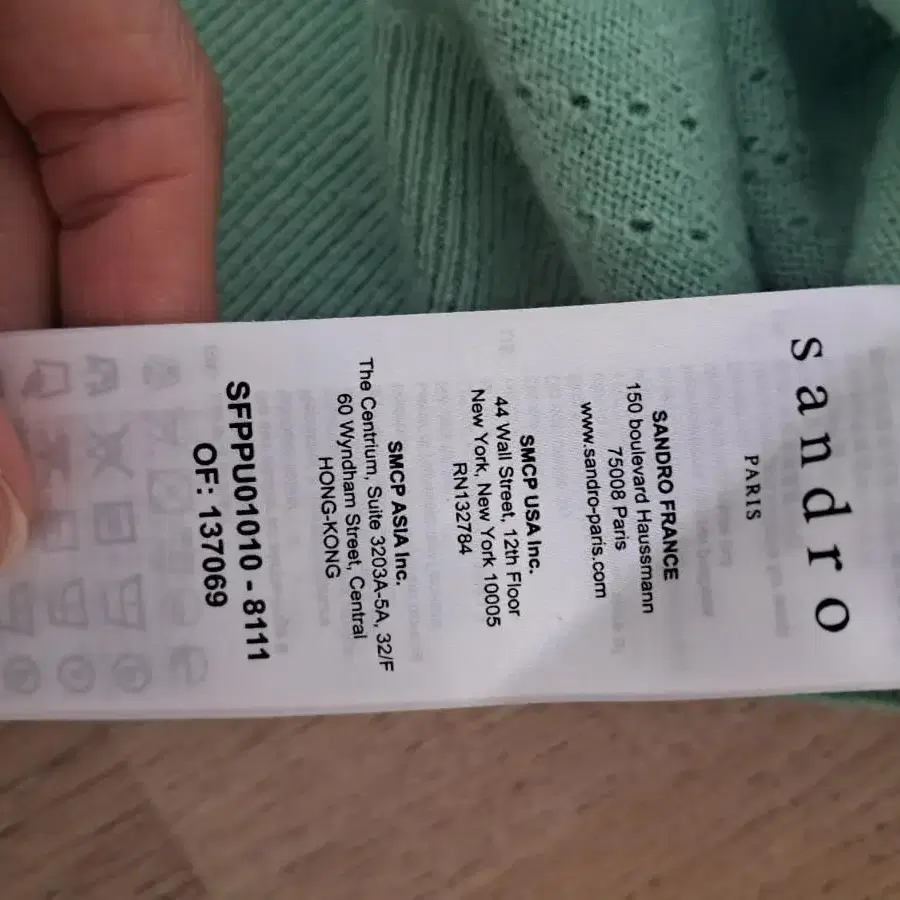 sandro
PARIS
SANDRO FRANCE
150 boulevard Haussmann
75008 Paris
www.sandro-paris.com
SMCP USA Inc.
44 Wall Street, 12th Floor
New York, New York 10005
RN132784
SMCP ASIA Inc.
The Centrium, Suite 3203A-5A, 32/F
60 Wyndham Street, Central
HONG-KONG
SFPPU01010 - 8111
OF: 137069